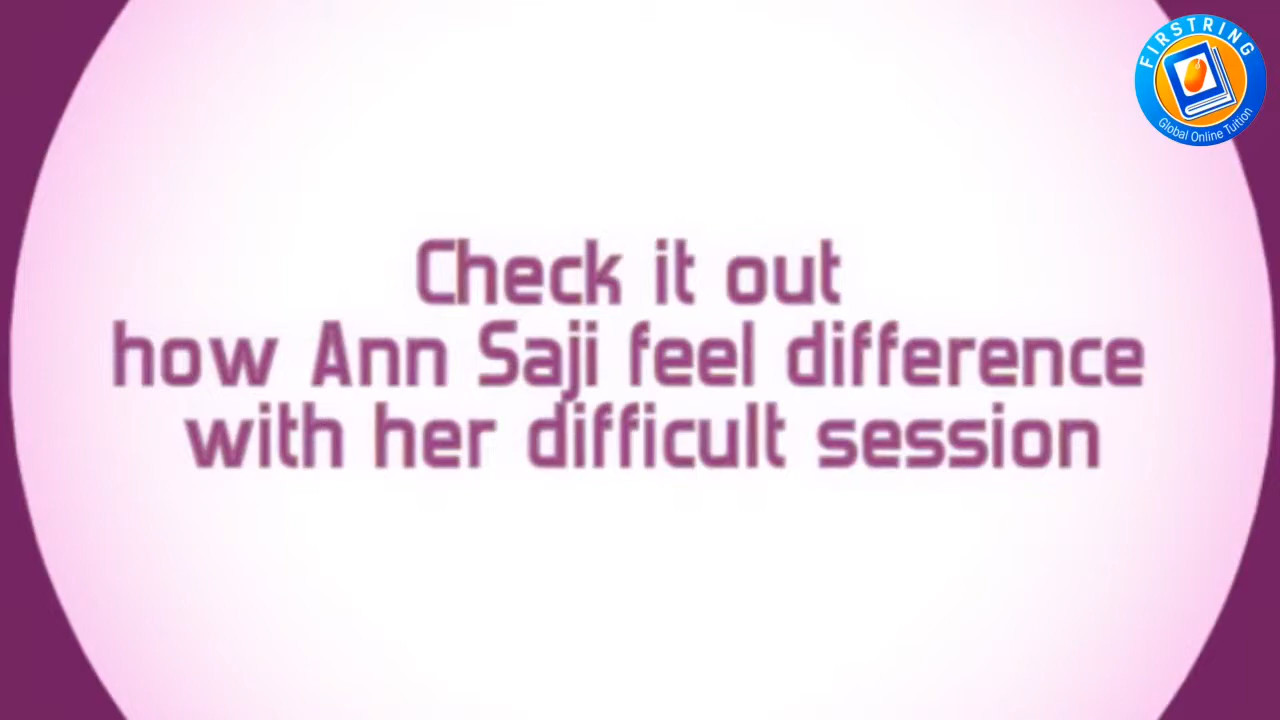 FIRSTRING
Global Online Tuition
Check it out
how Ann Saji feel difference
with her difficult session